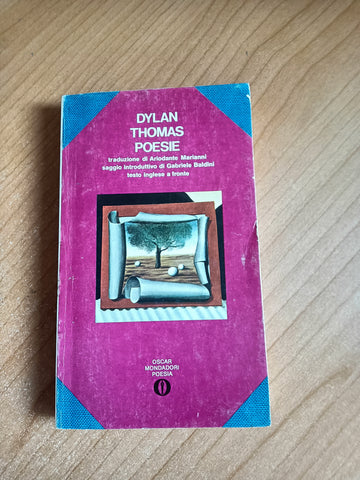 DYLAN
THOMAS
POESIE
traduzione di Ariodante Marianni
saggio introduttivo di Gabriele Baldini
testo inglese a fronte
OSCAR
MONDADORI
POESIA